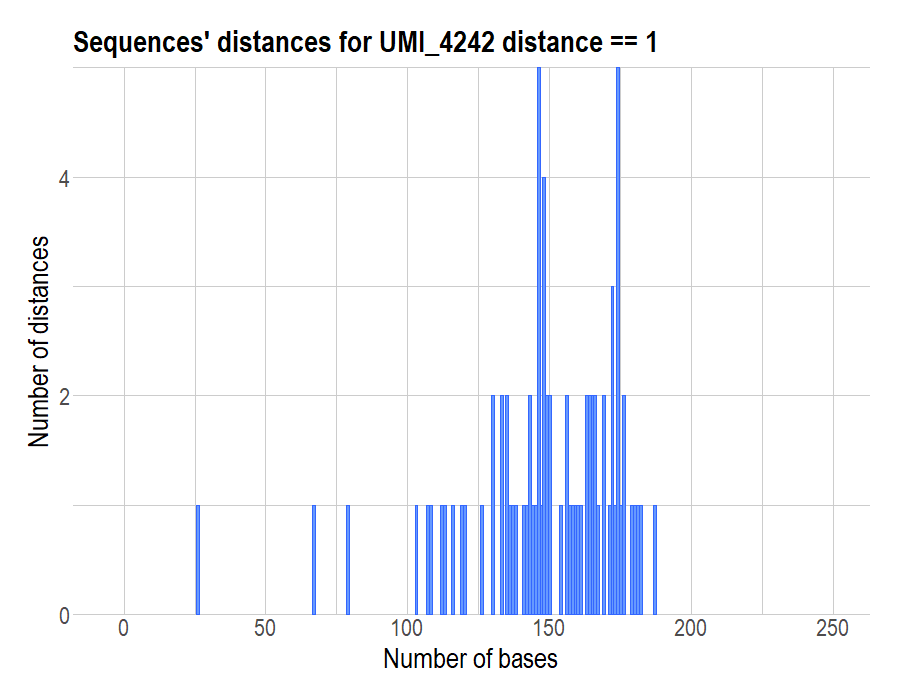 Sequences' distances for UMI_4242 distance == 1
Number of distances
4
2
0
0 50 100 150 200 250
Number of bases